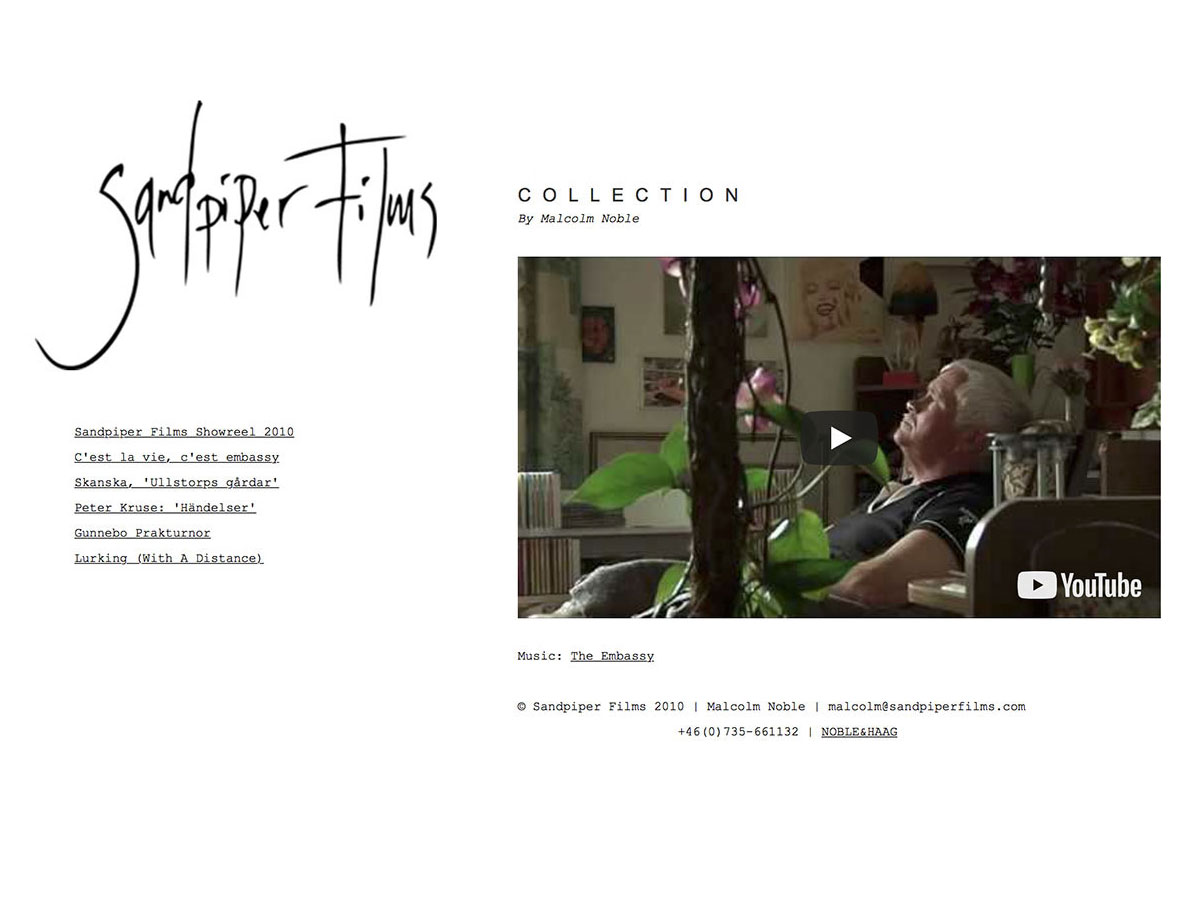 Sandpiper Films
Sandpiper Films Showreel 2010
C'est la vie, c'est embassy
Skanska, 'Ullstorps gårdar'
Peter Kruse: 'Händelser'
Gunnebo Prakturnor
Lurking (With A Distance)
COLLECTION
By Malcolm Noble
YouTube
Music: The Embassy
© Sandpiper Films 2010 | Malcolm Noble | malcolm@sandpiperfilms.com
+46(0)735-661132 | NOBLE&HAAG